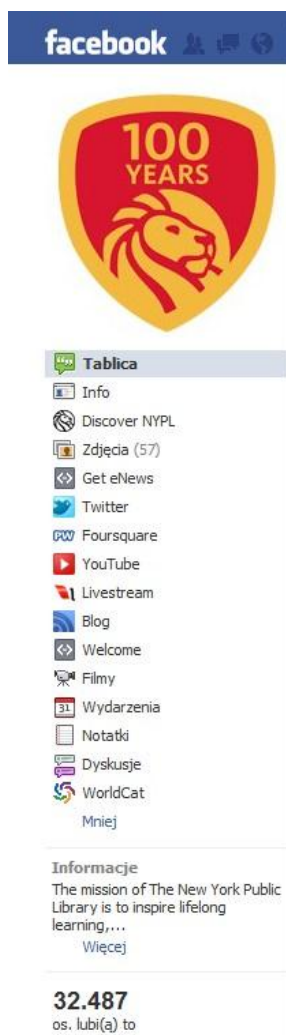 facebook
100
YEARS
Tablica
Info
Discover NYPL
Zdjęcia (57)
Get eNews
Twitter
Foursquare
YouTube
Livestream
Blog
Welcome
Filmy
31 Wydarzenia
Notatki
Dyskusje
WorldCat
Mniej
Informacje
The mission of The New York Public
Library is to inspire lifelong
learning,...
Więcej
32.487
os. lubi(ą) to